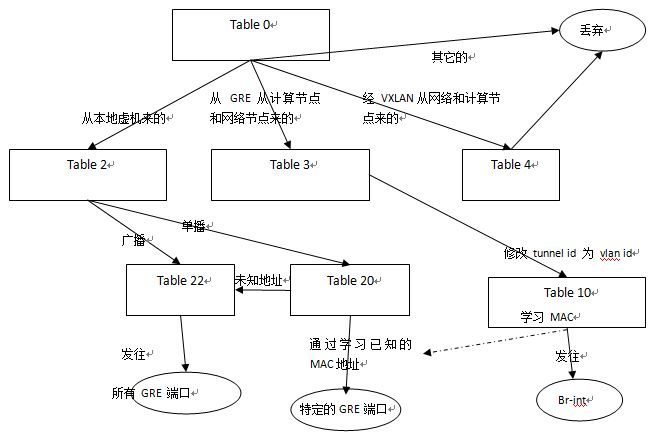 Table 0
丢弃
其它的
从 GRE 从计算节点
和网络节点来的
经 VXLAN 从网络和计算节
点来的
从本地虚机来的
Table 2
Table 3
Table 4
单播
广播
修改 tunnel id 为 vlan id
Table 22
未知地址
Table 20
Table 10
学习 MAC
通过学习已知的
MAC 地址
发往
发往
所有 GRE 端口
特定的 GRE 端口
Br-int